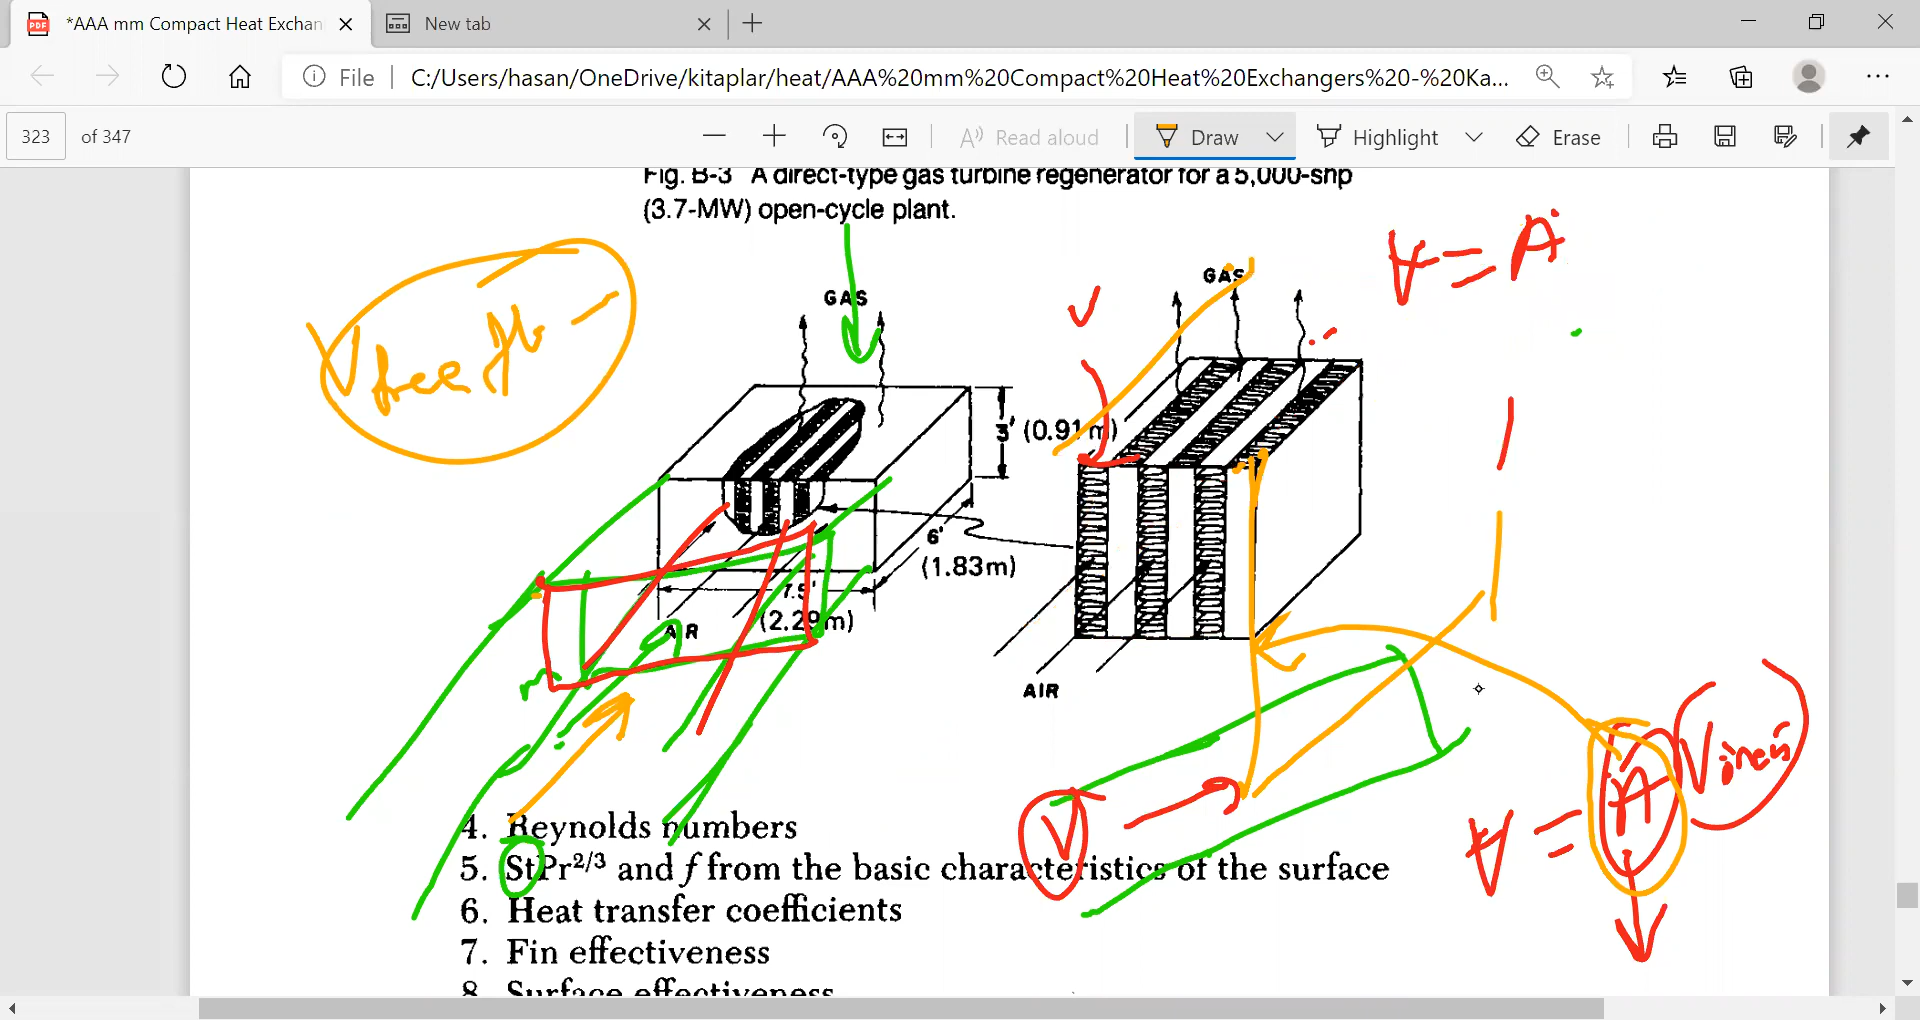 *AAA mm Compact Heat Exchan
New tab
File
C:/Users/hasan/OneDrive/kitaplar/heat/AAA%20mm%20Compact%20Heat%20Exchangers%20-%20Ka...
323 of 347
Read aloud
Draw
Highlight
Erase
Fig. B-3 A direct-type gas turbine regenerator for a 5,000-shp
(3.7-MW) open-cycle plant.
GAS
GAS
V free
V
V = A
3' (0.91 m)
6'
(1.83m)
7.5'
(2.29m)
AIR
AIR
V
V = A V
4. Reynolds numbers
5. StPr2/3 and f from the basic characteristics of the surface
6. Heat transfer coefficients
7. Fin effectiveness
8. Surface effectiveness